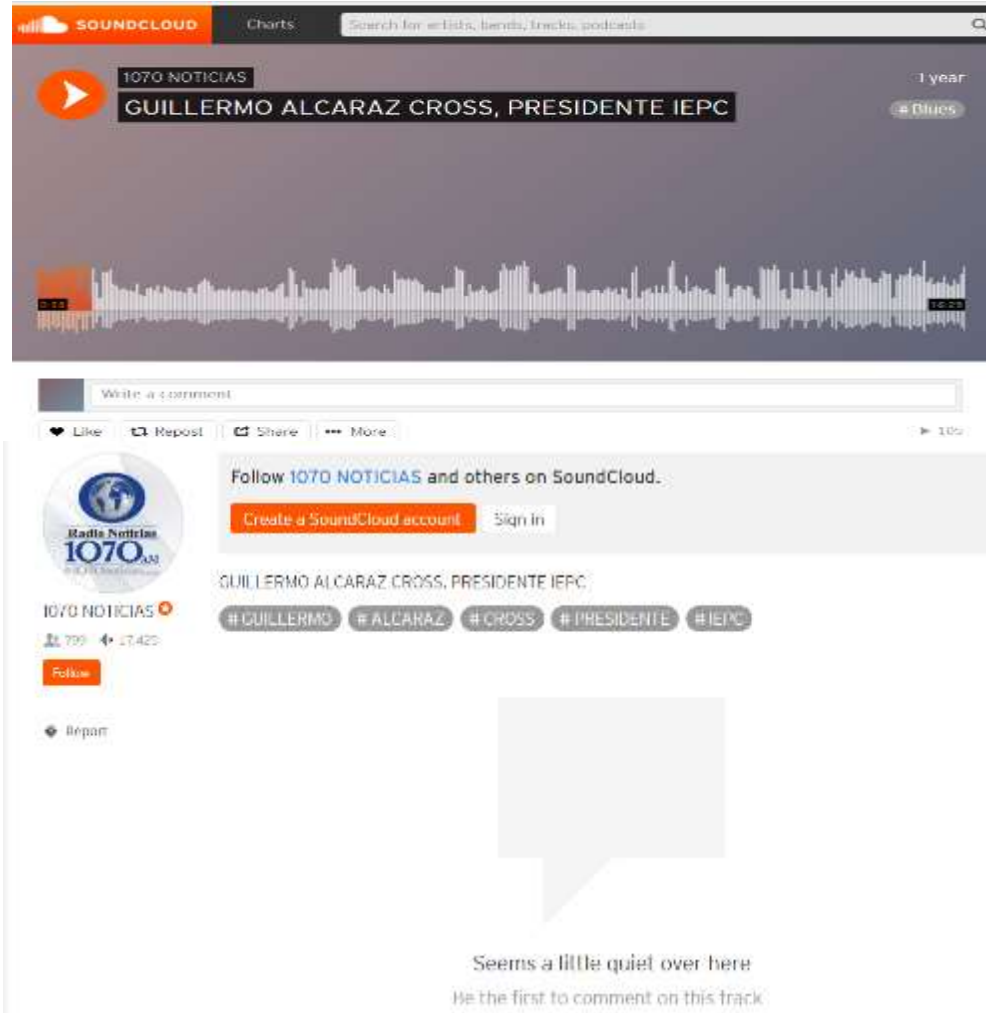 SOUNDCLOUD Charts Search for artists, bands, tracks, podcasts
1070 NOTICIAS 1 year
GUILLERMO ALCARAZ CROSS, PRESIDENTE IEPC # Blues
Write a comment
Like Repost Share More
Follow 1070 NOTICIAS and others on SoundCloud.
Create a SoundCloud account Sign in
Radio Noticias
1070 AM
GUILLERMO ALCARAZ CROSS, PRESIDENTE IEPC
1070 NOTICIAS
# GUILLERMO # ALCARAZ # CROSS # PRESIDENTE # IEPC
799
Follow
Report
Seems a little quiet over here
Be the first to comment on this track